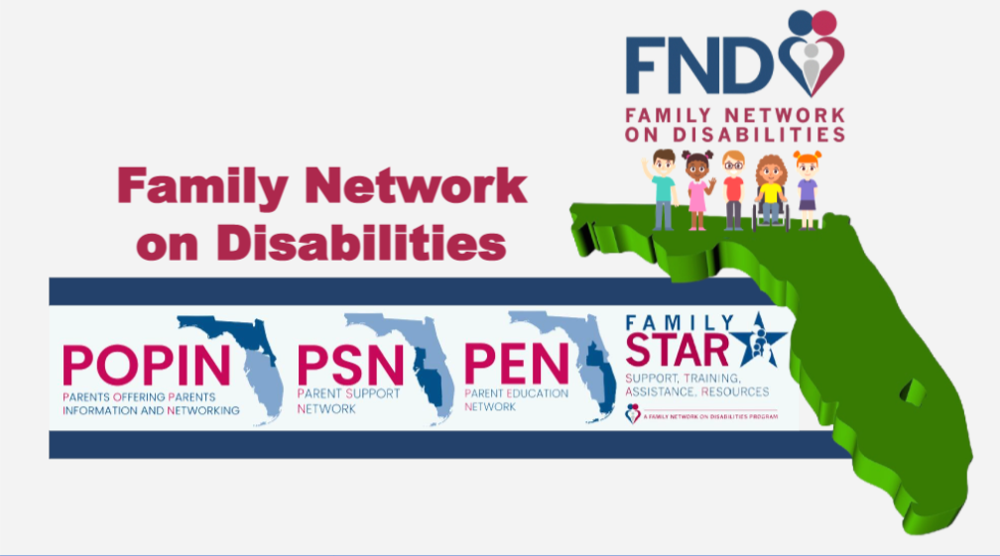 FND
FAMILY NETWORK
ON DISABILITIES
Family Network
on Disabilities
POPIN
PARENTS OFFERING PARENTS
INFORMATION AND NETWORKING
PSN
PARENT SUPPORT
NETWORK
PEN
PARENT EDUCATION
NETWORK
FAMILY
STAR
SUPPORT, TRAINING,
ASSISTANCE, RESOURCES
A FAMILY NETWORK ON DISABILITIES PROGRAM